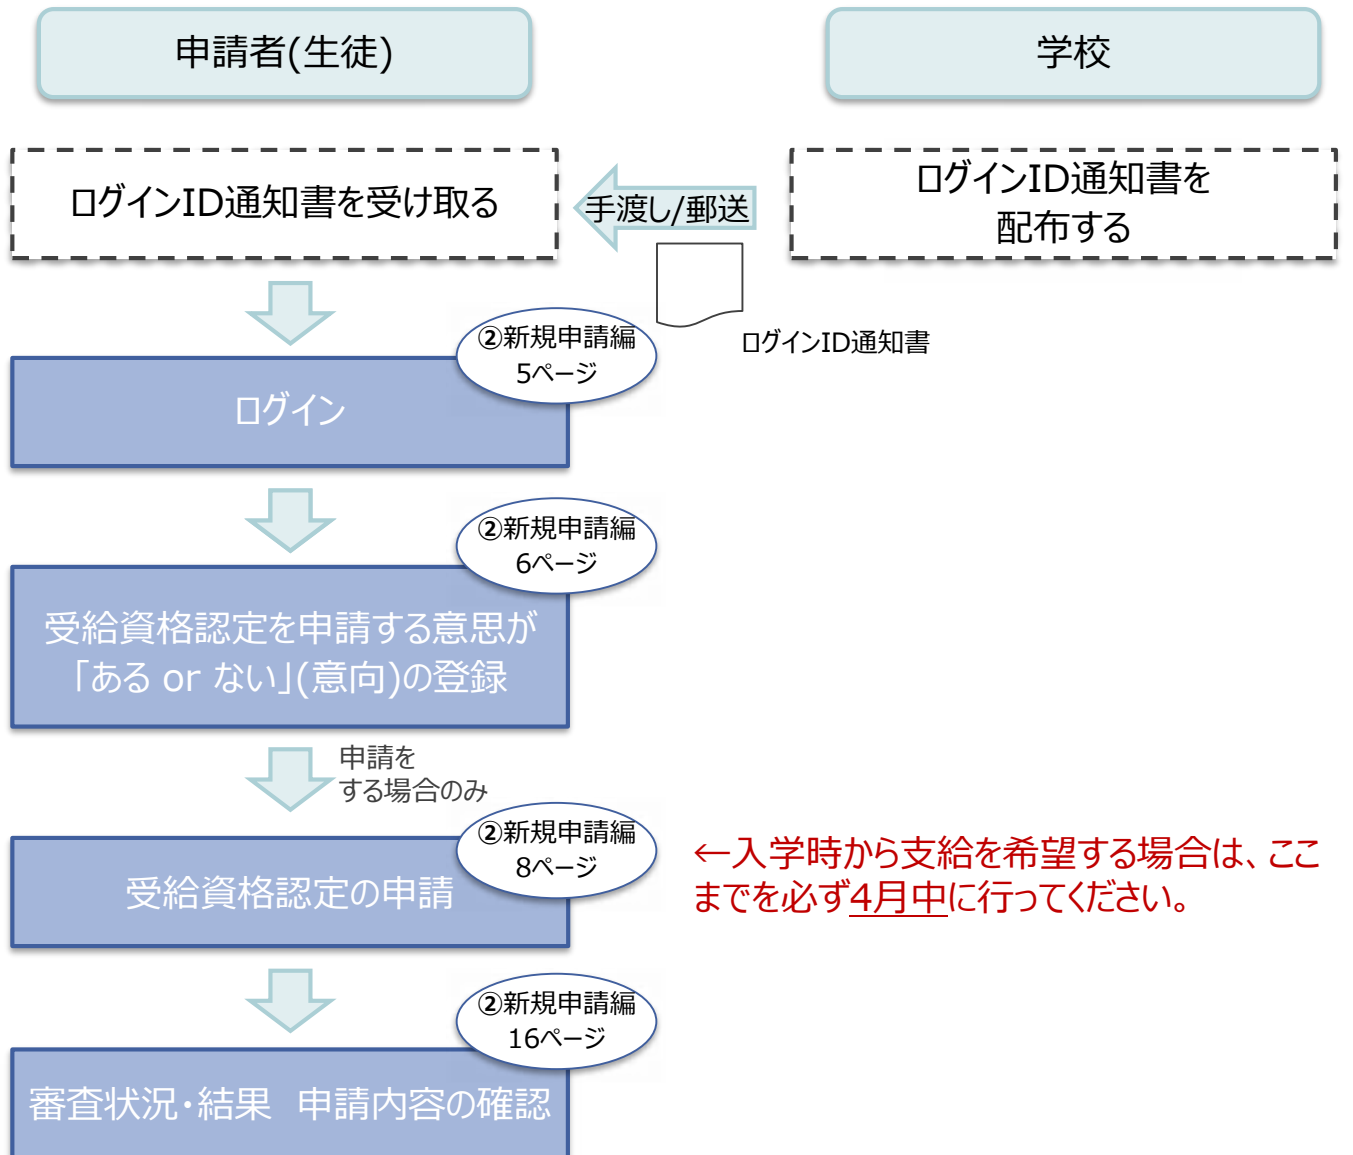 申請者(生徒)
学校
ログインID通知書を受け取る
手渡し/郵送
ログインID通知書を
配布する
ログインID通知書
②新規申請編
5ページ
ログイン
②新規申請編
6ページ
受給資格認定を申請する意思が
「ある or ない」(意向)の登録
申請を
する場合のみ
②新規申請編
8ページ
受給資格認定の申請
←入学時から支給を希望する場合は、ここ
までを必ず4月中に行ってください。
②新規申請編
16ページ
審査状況・結果　申請内容の確認